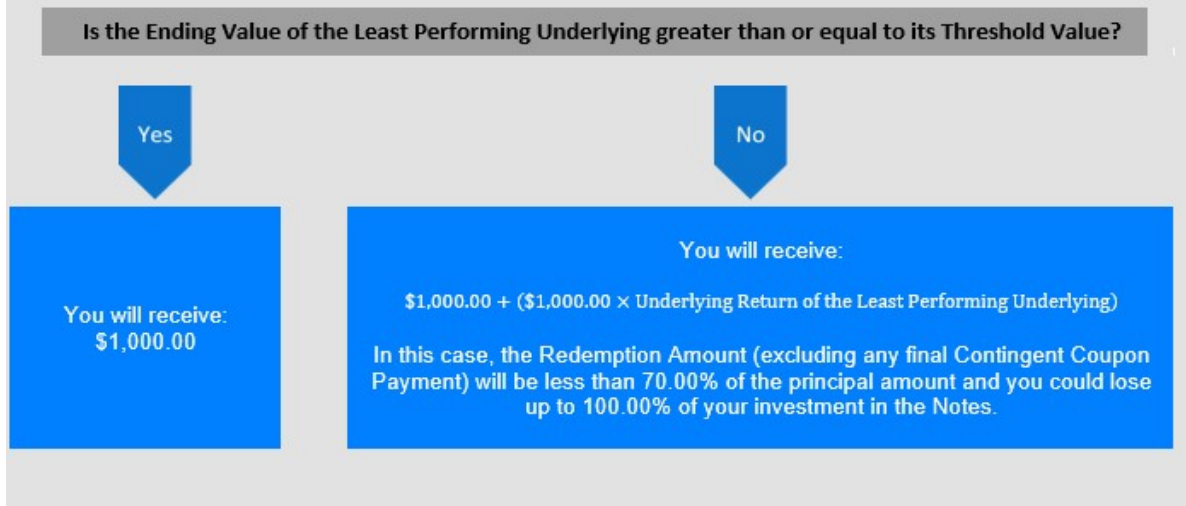 Is the Ending Value of the Least Performing Underlying greater than or equal to its Threshold Value?
Yes
No
You will receive:
$1,000.00
You will receive:
$1,000.00 + ($1,000.00 × Underlying Return of the Least Performing Underlying)
In this case, the Redemption Amount (excluding any final Contingent Coupon
Payment) will be less than 70.00% of the principal amount and you could lose
up to 100.00% of your investment in the Notes.